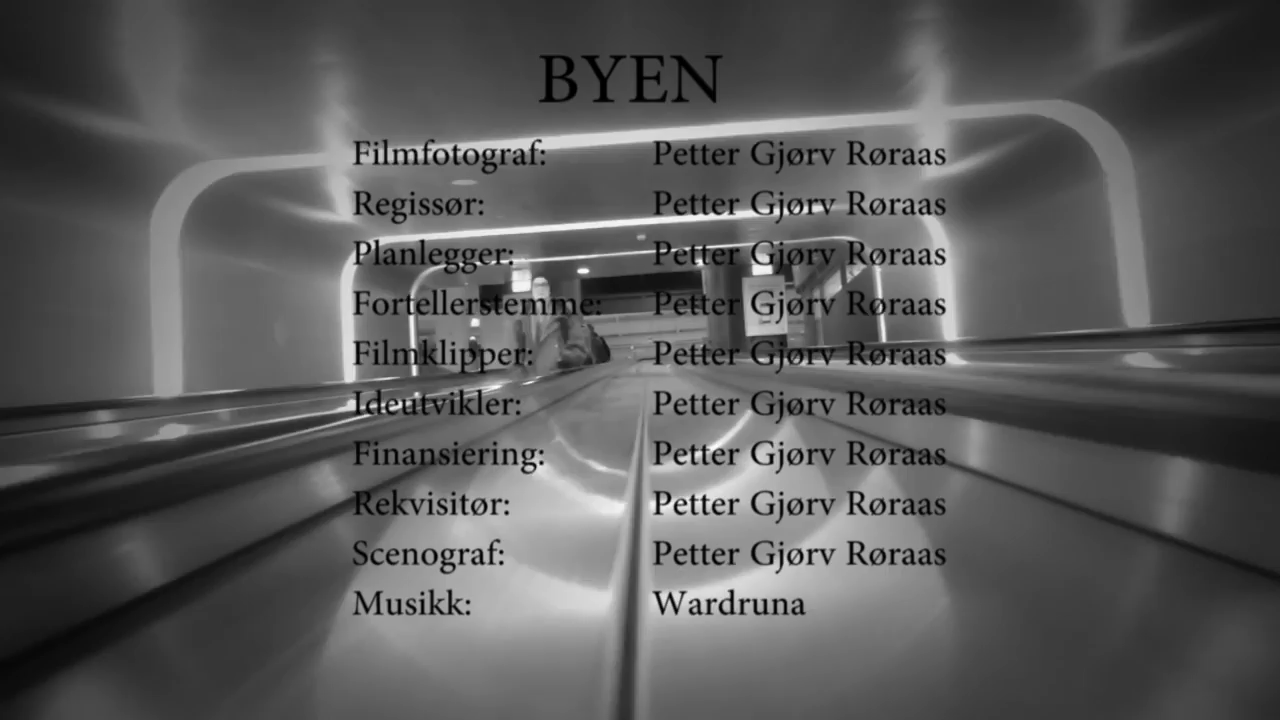 BYEN
Filmfotograf: Petter Gjørv Røraas
Regissør: Petter Gjørv Røraas
Planlegger: Petter Gjørv Røraas
Fortellerstemme: Petter Gjørv Røraas
Filmklipper: Petter Gjørv Røraas
Ideutvikler: Petter Gjørv Røraas
Finansiering: Petter Gjørv Røraas
Rekvisitør: Petter Gjørv Røraas
Scenograf: Petter Gjørv Røraas
Musikk: Wardruna